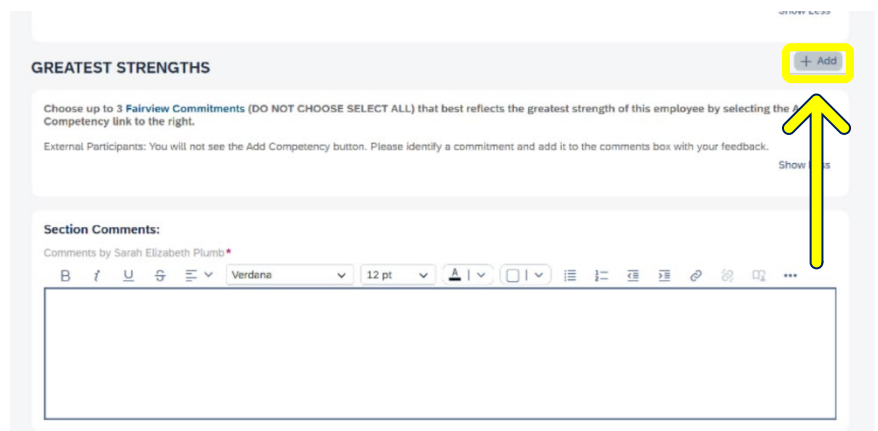 GREATEST STRENGTHS
+ Add
Choose up to 3 Fairview Commitments (DO NOT CHOOSE SELECT ALL) that best reflects the greatest strength of this employee by selecting the
Competency link to the right.
External Participants: You will not see the Add Competency button. Please identify a commitment and add it to the comments box with your feedback.
Show
Section Comments:
Comments by Sarah Elizabeth Plumb*
B I U S Verdana 12 pt A